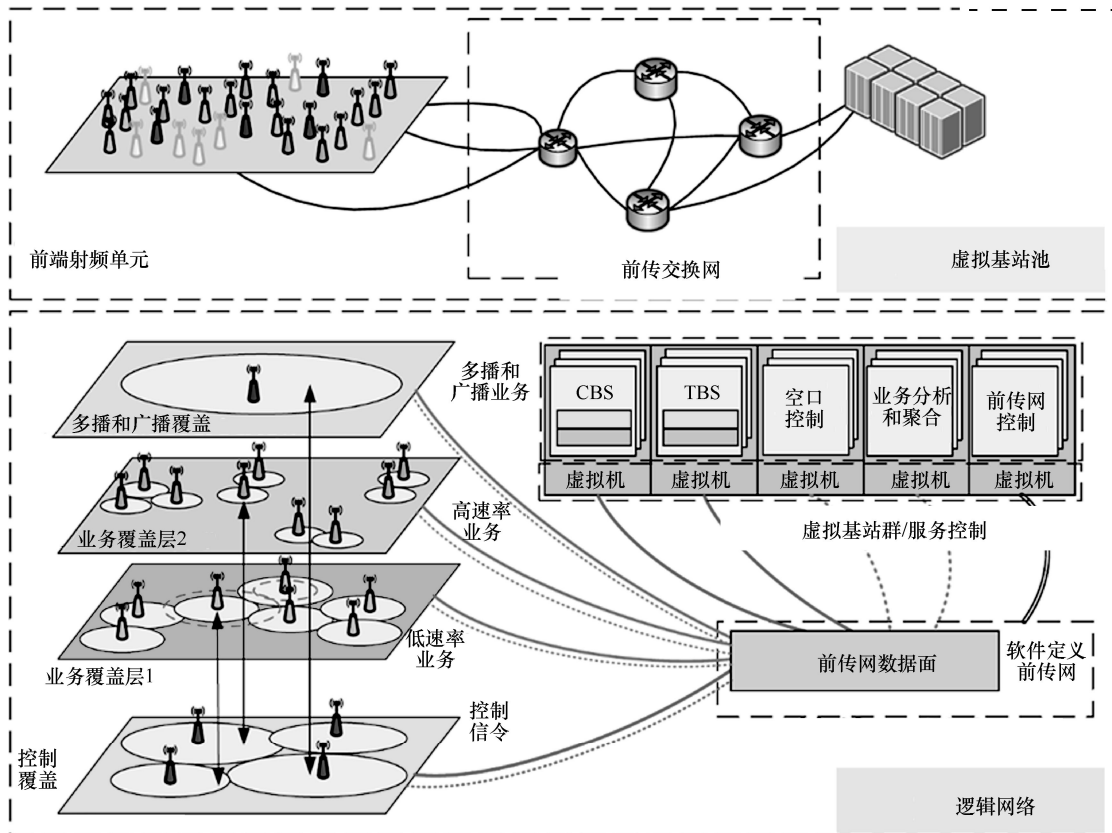 前端射频单元
前传交换网
虚拟基站池
多播和
广播业务
多播和广播覆盖
CBS
TBS
空口
控制
业务分析
和聚合
前传网
控制
虚拟机
虚拟机
虚拟机
虚拟机
虚拟机
虚拟基站群/服务控制
高速率
业务
业务覆盖层2
低速率
业务
业务覆盖层1
前传网数据面
软件定义
前传网
控制
信令
控制
覆盖
逻辑网络